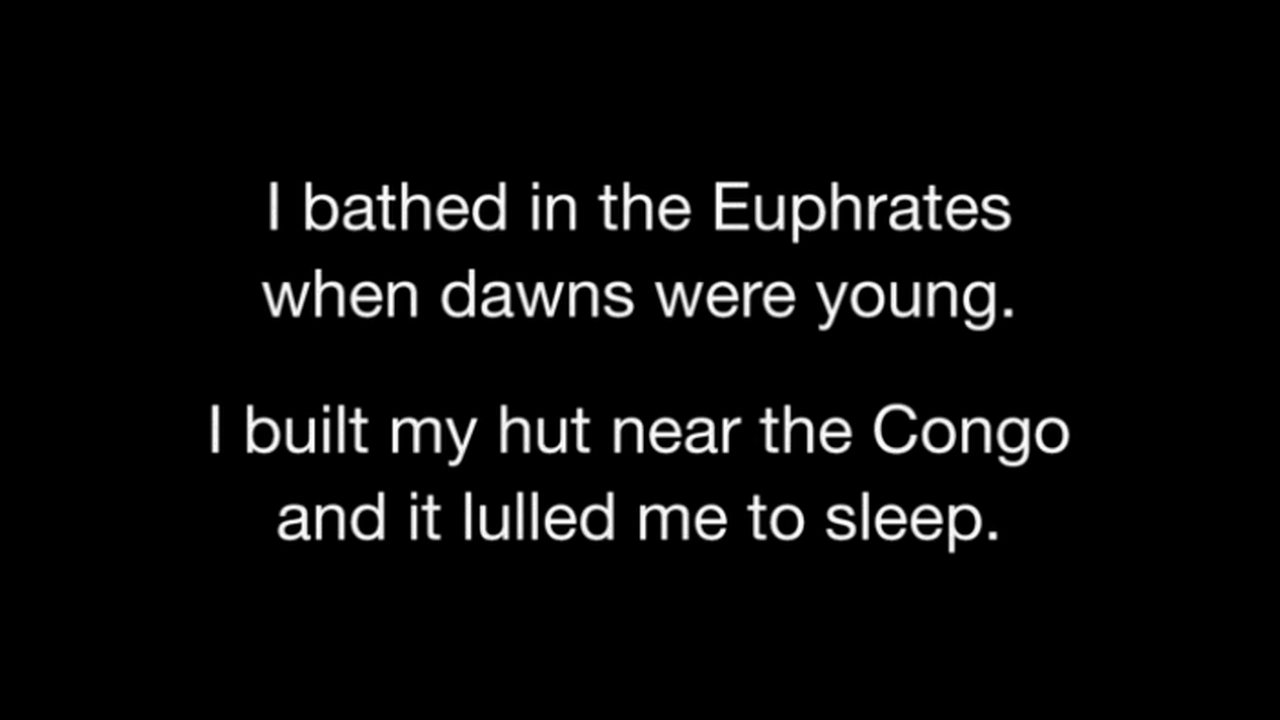 I bathed in the Euphrates
when dawns were young.
I built my hut near the Congo
and it lulled me to sleep.